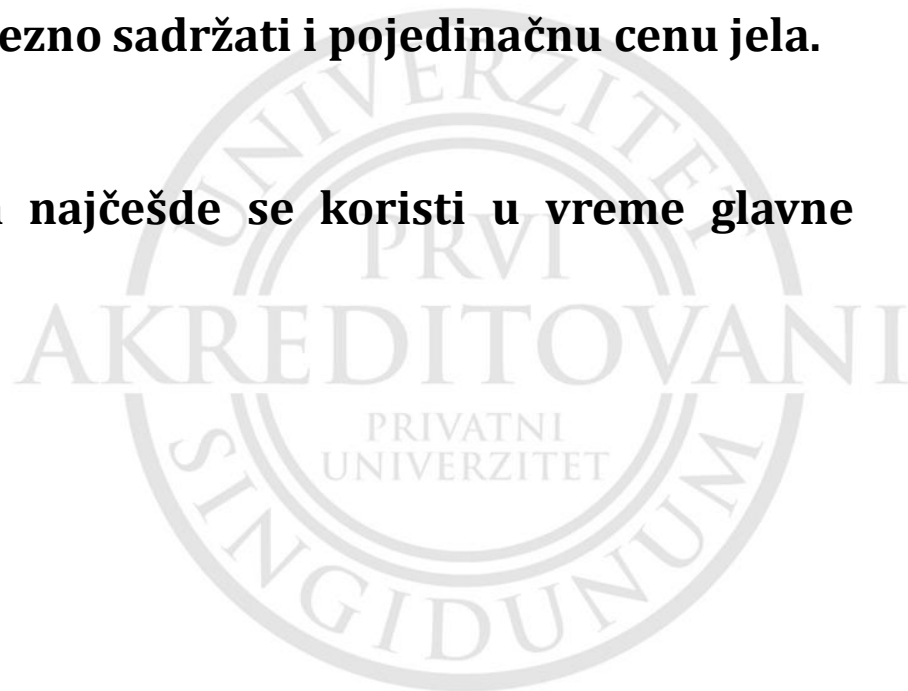 ezno sadržati i pojedinačnu cenu jela.
najčešde se koristi u vreme glavne
UNIVERZITET
PRVI
AKREDITOVANI
PRIVATNI
UNIVERZITET
SINGIDUNUM